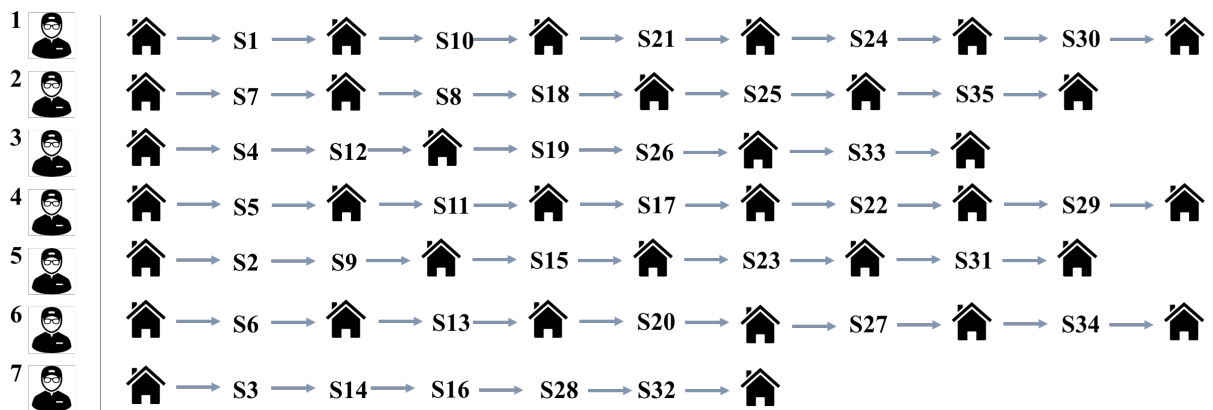 1 S1 S10 S21 S24 S30
2 S7 S8 S18 S25 S35
3 S4 S12 S19 S26 S33
4 S5 S11 S17 S22 S29
5 S2 S9 S15 S23 S31
6 S6 S13 S20 S27 S34
7 S3 S14 S16 S28 S32